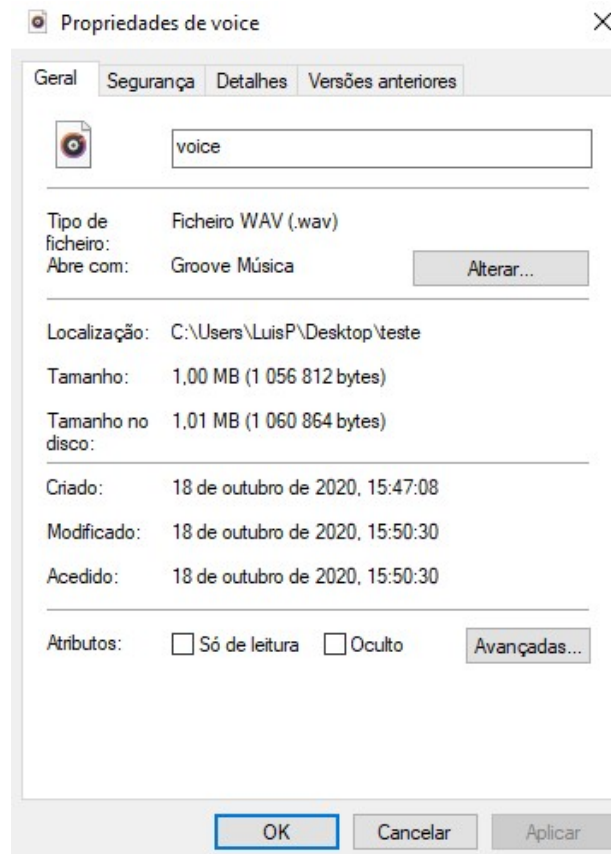 Propriedades de voice
Geral Segurança Detalhes Versões anteriores
voice
Tipo de ficheiro: Ficheiro WAV (.wav)
Abre com: Groove Música Alterar...
Localização: C:\Users\LuisP\Desktop\teste
Tamanho: 1,00 MB (1 056 812 bytes)
Tamanho no disco: 1,01 MB (1 060 864 bytes)
Criado: 18 de outubro de 2020, 15:47:08
Modificado: 18 de outubro de 2020, 15:50:30
Acedido: 18 de outubro de 2020, 15:50:30
Atributos: Só de leitura Oculto Avançadas...
OK Cancelar Aplicar